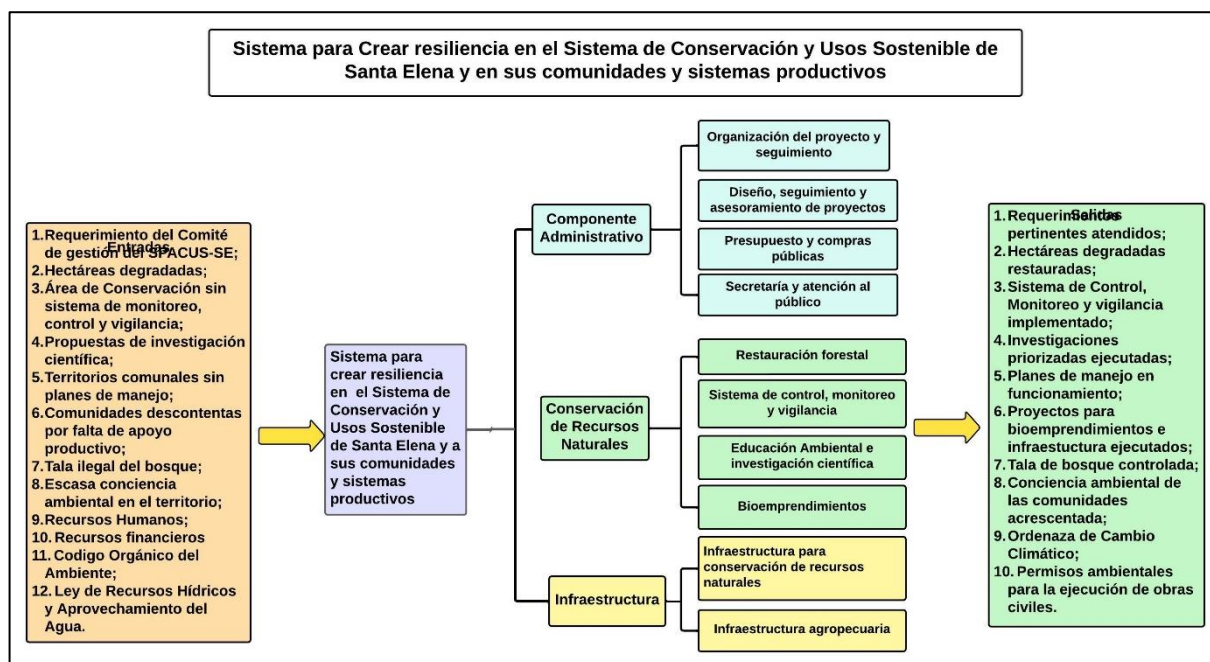 Sistema para Crear resiliencia en el Sistema de Conservación y Usos Sostenible de
Santa Elena y en sus comunidades y sistemas productivos
Entradas
1.Requerimiento del Comité
de gestión del SPACUS-SE;
2.Hectáreas degradadas;
3.Área de Conservación sin
sistema de monitoreo,
control y vigilancia;
4.Propuestas de investigación
científica;
5.Territorios comunales sin
planes de manejo;
6.Comunidades descontentas
por falta de apoyo
productivo;
7.Tala ilegal del bosque;
8.Escasa conciencia
ambiental en el territorio;
9.Recursos Humanos;
10. Recursos financieros
11. Codigo Orgánico del
Ambiente;
12. Ley de Recursos Hídricos
y Aprovechamiento del
Agua.
Sistema para
crear resiliencia
en el Sistema de
Conservación y
Usos Sostenible
de Santa Elena y a
sus comunidades
y sistemas
productivos
Componente
Administrativo
Organización del proyecto y
seguimiento
Diseño, seguimiento y
asesoramiento de proyectos
Presupuesto y compras
públicas
Secretaría y atención al
público
Conservación
de Recursos
Naturales
Restauración forestal
Sistema de control, monitoreo
y vigilancia
Educación Ambiental e
investigación científica
Bioemprendimientos
Infraestructura
Infraestructura para
conservación de recursos
naturales
Infraestructura agropecuaria
Salidas
1.Requerimientos
pertinentes atendidos;
2.Hectáreas degradadas
restauradas;
3.Sistema de Control,
Monitoreo y vigilancia
implementado;
4.Investigaciones
priorizadas ejecutadas;
5.Planes de manejo en
funcionamiento;
6.Proyectos para
bioemprendimientos e
infraestuctura ejecutados;
7.Tala de bosque controlada;
8.Conciencia ambiental de
las comunidades
acrescentada;
9.Ordenaza de Cambio
Climático;
10. Permisos ambientales
para la ejecución de obras
civiles.